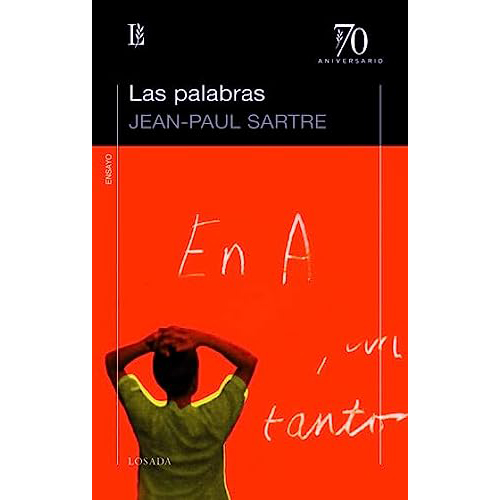 L
70
ANIVERSARIO
Las palabras
JEAN-PAUL SARTRE
ENSAYO
En A
tanto
LOSADA